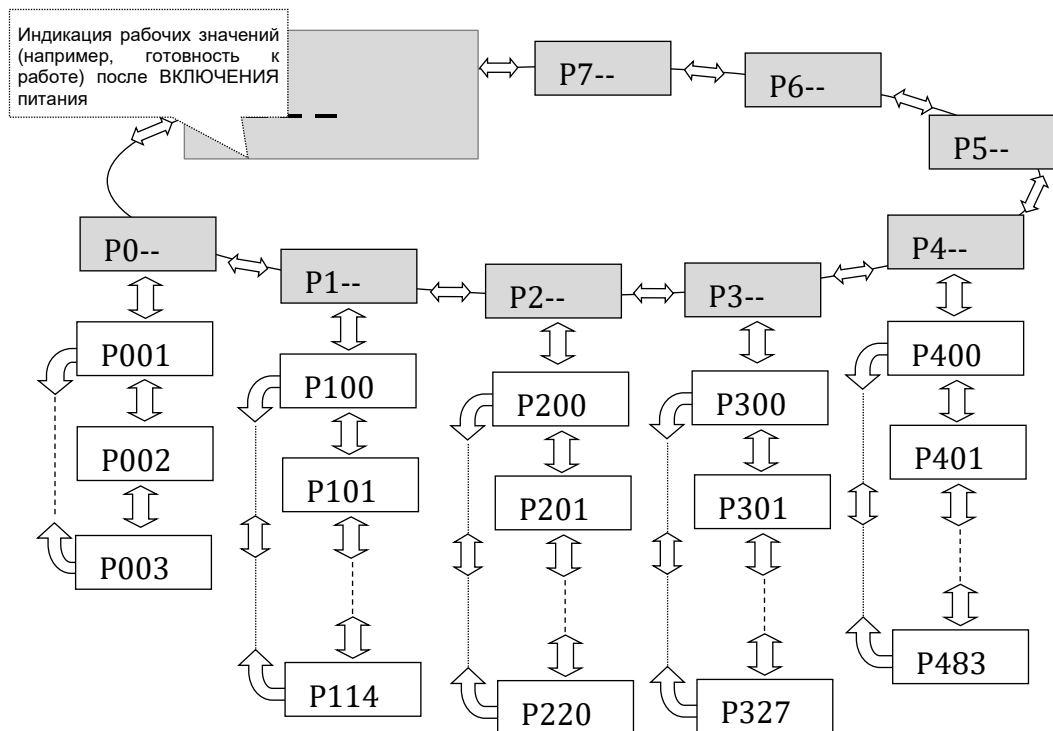 Индикация рабочих значений
(например, готовность к
работе) после ВКЛЮЧЕНИЯ
питания
P7--
P6--
P5--
P0--
P1--
P2--
P3--
P4--
P001
P100
P200
P300
P400
P002
P101
P201
P301
P401
P003
P114
P220
P327
P483